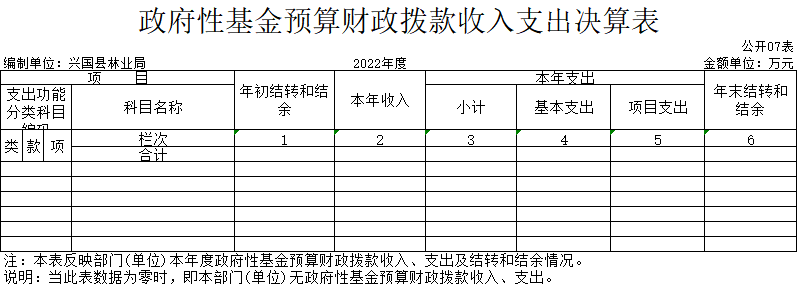 政府性基金预算财政拨款收入支出决算表
公开07表
编制单位：兴国县林业局 2022年度 金额单位：万元
项 目 年初结转和结余 本年收入 本年支出 年末结转和结余
支出功能分类科目编码 科目名称 小计 基本支出 项目支出
类 款 项 栏次 1 2 3 4 5 6
合计
注：本表反映部门(单位)本年度政府性基金预算财政拨款收入、支出及结转和结余情况。
说明：当此表数据为零时，即本部门(单位)无政府性基金预算财政拨款收入、支出。